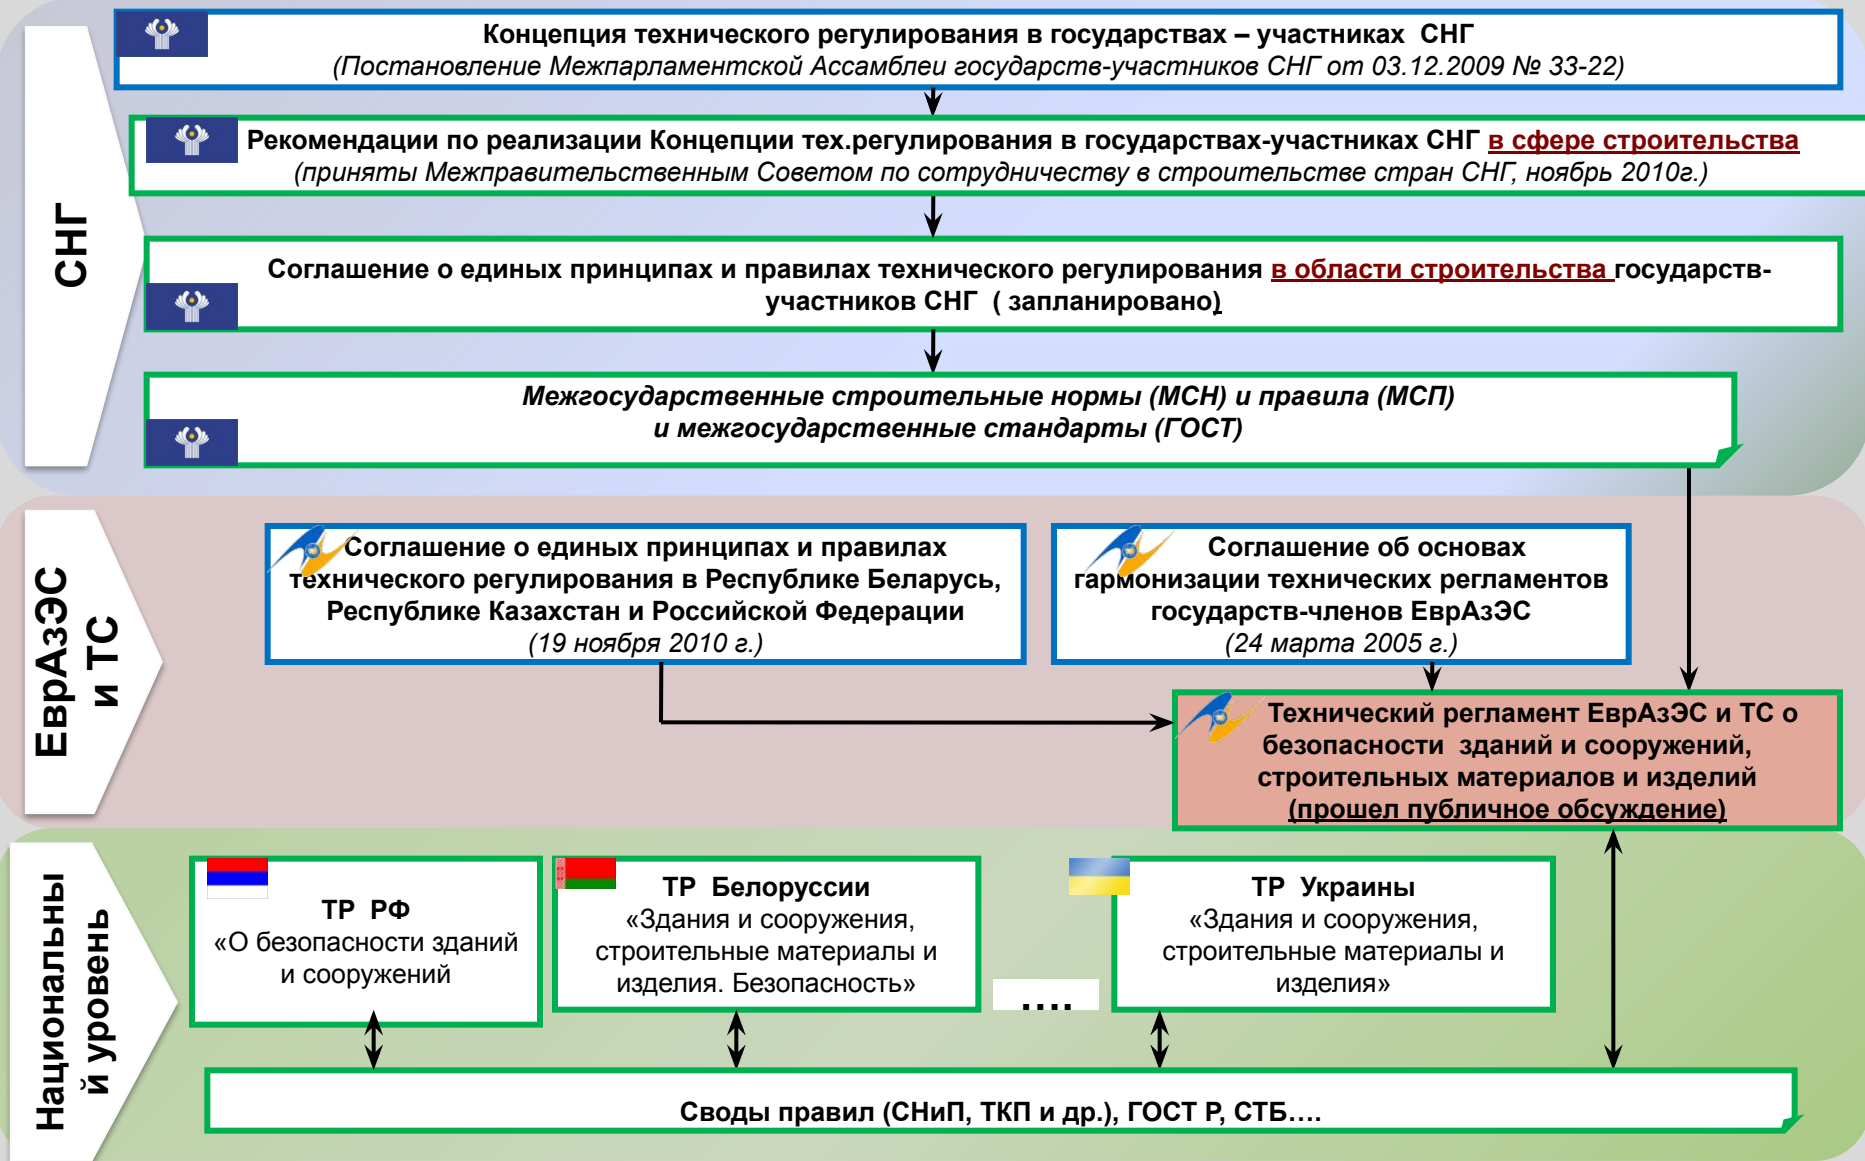 СНГ
Концепция технического регулирования в государствах – участниках СНГ
(Постановление Межпарламентской Ассамблеи государств-участников СНГ от 03.12.2009 № 33-22)
Рекомендации по реализации Концепции тех.регулирования в государствах-участниках СНГ в сфере строительства
(приняты Межправительственным Советом по сотрудничеству в строительстве стран СНГ, ноябрь 2010г.)
Соглашение о единых принципах и правилах технического регулирования в области строительства государств-
участников СНГ ( запланировано)
Межгосударственные строительные нормы (МСН) и правила (МСП)
и межгосударственные стандарты (ГОСТ)
ЕврАзЭС
и ТС
Соглашение о единых принципах и правилах
технического регулирования в Республике Беларусь,
Республике Казахстан и Российской Федерации
(19 ноября 2010 г.)
Соглашение об основах
гармонизации технических регламентов
государств-членов ЕврАзЭС
(24 марта 2005 г.)
Технический регламент ЕврАзЭС и ТС о
безопасности зданий и сооружений,
строительных материалов и изделий
(прошел публичное обсуждение)
Национальны
й уровень
ТР РФ
«О безопасности зданий
и сооружений
ТР Белоруссии
«Здания и сооружения,
строительные материалы и
изделия. Безопасность»
....
ТР Украины
«Здания и сооружения,
строительные материалы и
изделия»
Своды правил (СНиП, ТКП и др.), ГОСТ Р, СТБ….